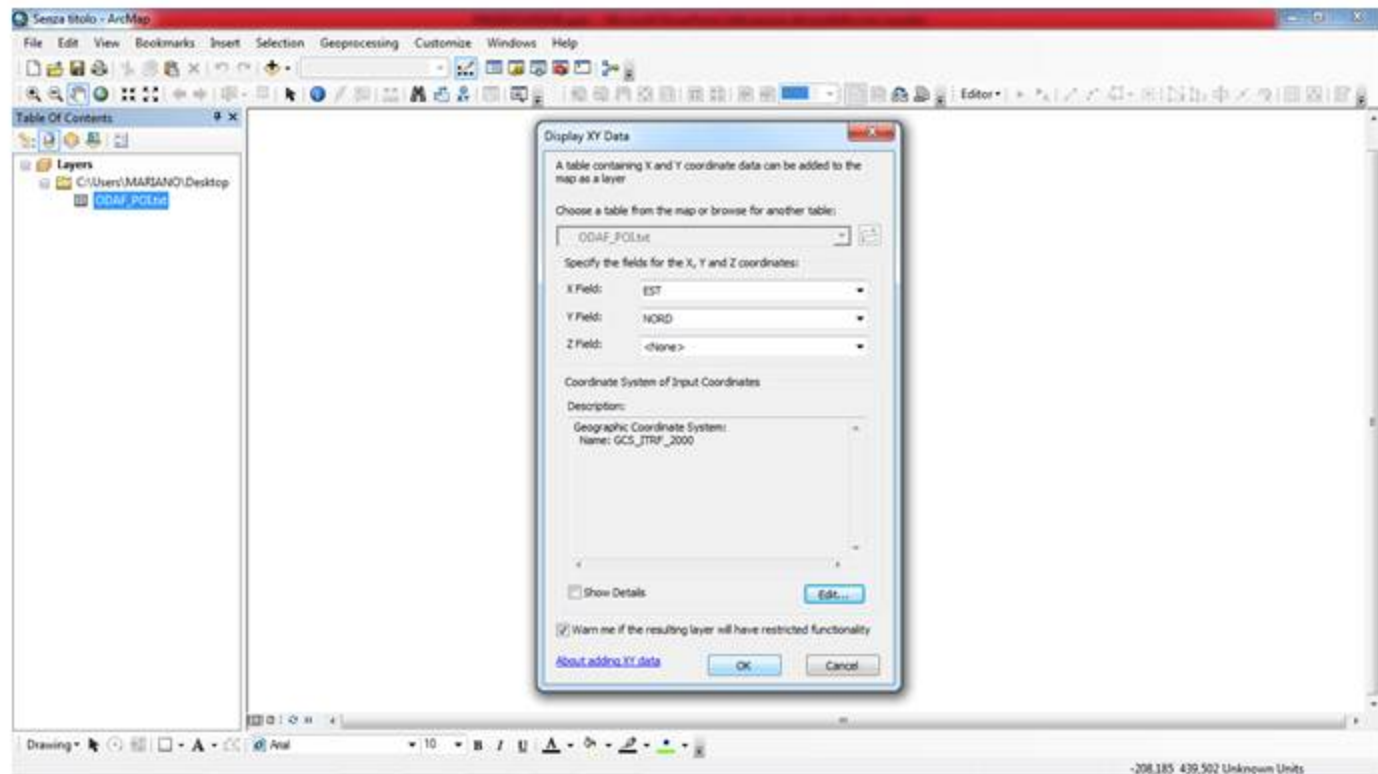 Senza titolo - ArcMap
File Edit View Bookmarks Insert Selection Geoprocessing Customize Windows Help
Editor
Table Of Contents
Layers
C:\Users\MARIANO\Desktop
ODAF_POI.txt
Display XY Data
A table containing X and Y coordinate data can be added to the
map as a layer
Choose a table from the map or browse for another table:
ODAF_POI.txt
Specify the fields for the X, Y and Z coordinates:
X Field: EST
Y Field: NORD
Z Field: <None>
Coordinate System of Input Coordinates
Description:
Geographic Coordinate System:
Name: GCS_ITRF_2000
Show Details
Edit...
Warn me if the resulting layer will have restricted functionality
About adding XY data
OK
Cancel
Drawing A Arial 10 B I U A
-208,185 439,502 Unknown Units